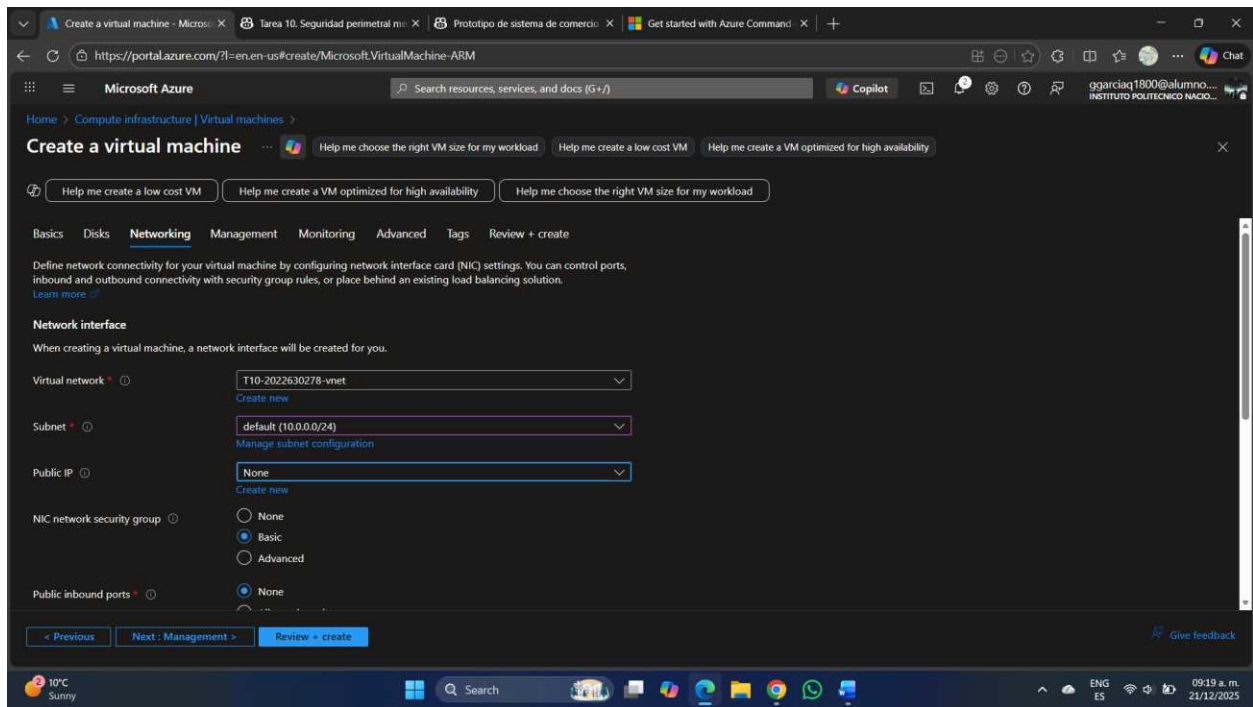 Create a virtual machine - Micros
Tarea 10. Seguridad perimetral me
Prototipo de sistema de comercio
Get started with Azure Command-
https://portal.azure.com/?l=en.en-us#create/Microsoft.VirtualMachine-ARM
Chat
Microsoft Azure
Search resources, services, and docs (G+/)
Copilot
ggarciaq1800@alumno....
INSTITUTO POLITECNICO NACIO...
Home > Compute infrastructure | Virtual machines >
Create a virtual machine ...
Help me choose the right VM size for my workload
Help me create a low cost VM
Help me create a VM optimized for high availability
Help me create a low cost VM
Help me create a VM optimized for high availability
Help me choose the right VM size for my workload
Basics Disks Networking Management Monitoring Advanced Tags Review + create
Define network connectivity for your virtual machine by configuring network interface card (NIC) settings. You can control ports,
inbound and outbound connectivity with security group rules, or place behind an existing load balancing solution.
Learn more
Network interface
When creating a virtual machine, a network interface will be created for you.
Virtual network *
T10-2022630278-vnet
Create new
Subnet *
default (10.0.0.0/24)
Manage subnet configuration
Public IP
None
Create new
NIC network security group
None
Basic
Advanced
Public inbound ports *
None
< Previous
Next : Management >
Review + create
Give feedback
2
10°C
Sunny
Search
ENG
ES
09:19 a. m.
21/12/2025